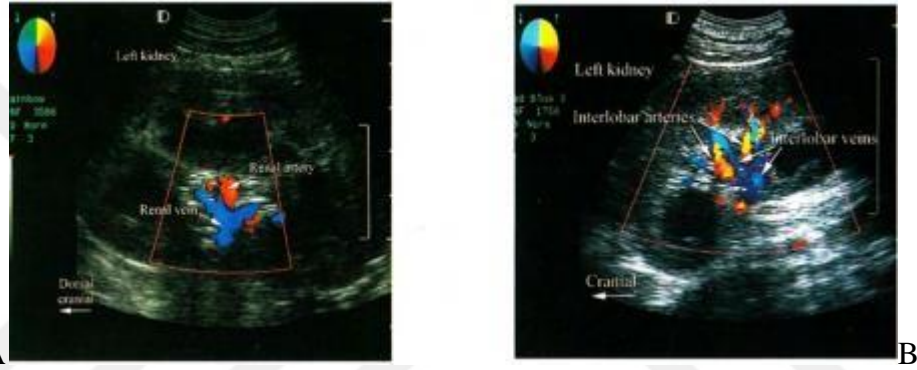 Left kidney
Renal artery
Renal vein
Dorsal
cranial
A
Left kidney
Interlobar arteries
Interlobar veins
Cranial
B